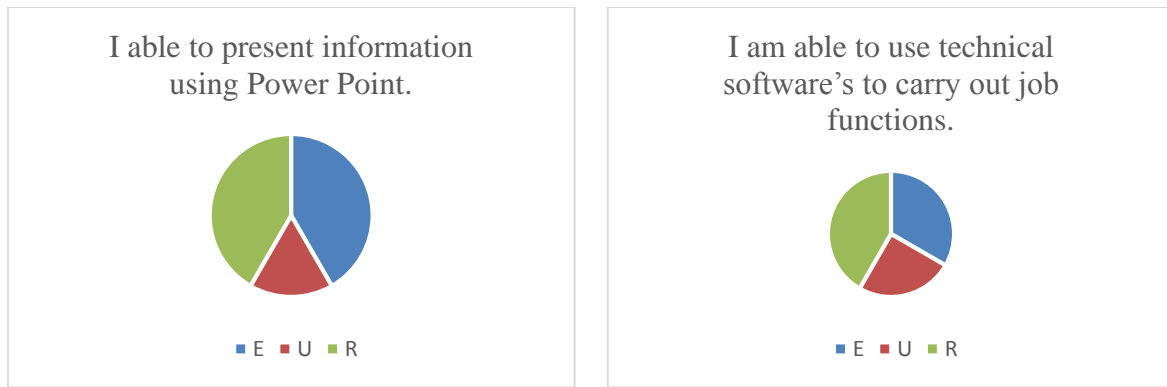 I able to present information
using Power Point.
E U R
I am able to use technical
software's to carry out job
functions.
E U R